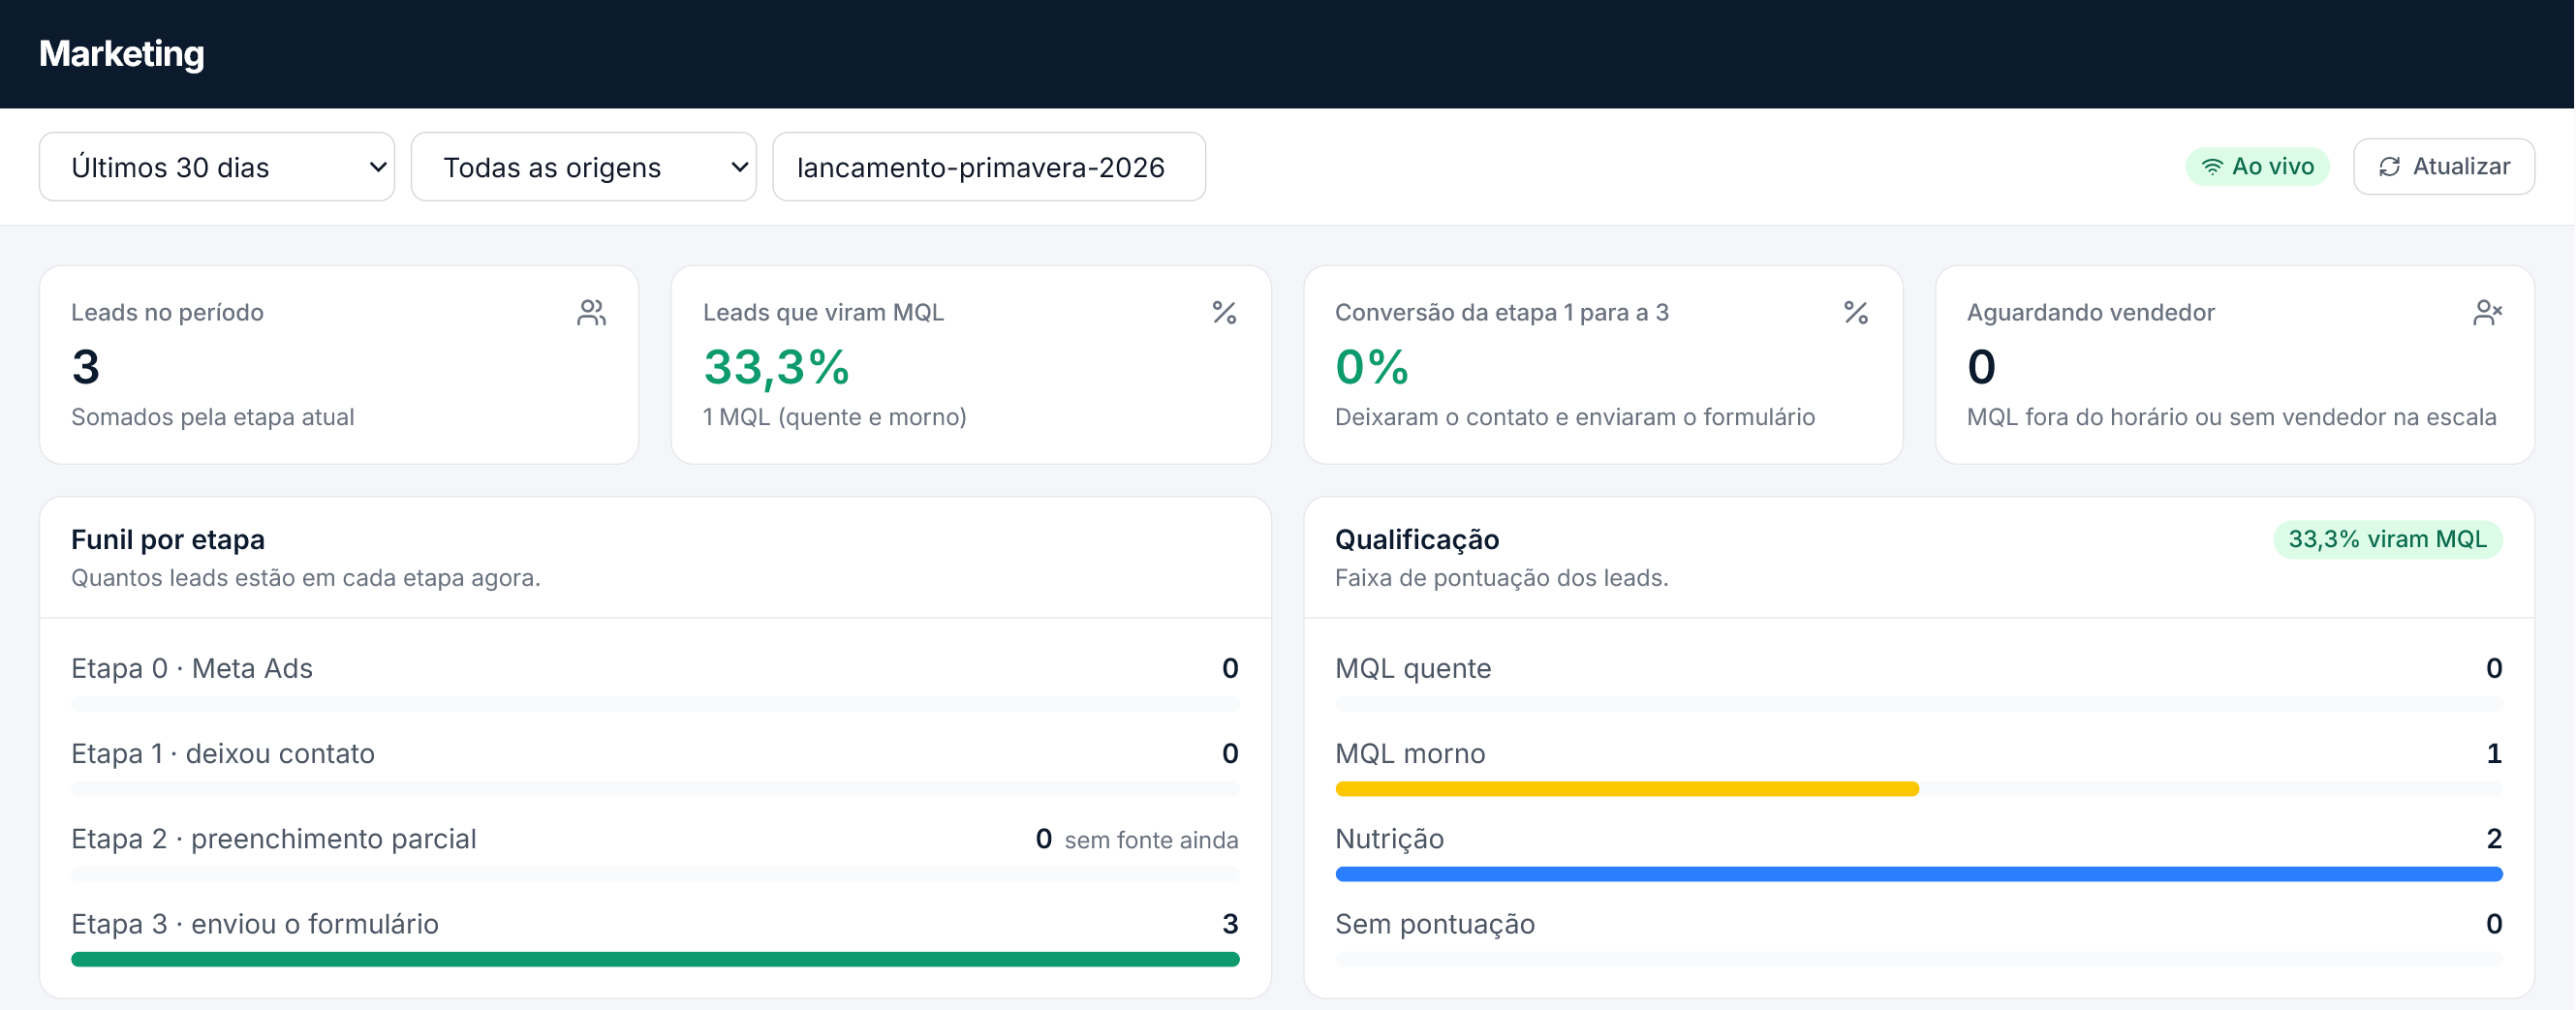 Marketing
Últimos 30 dias
Todas as origens
lancamento-primavera-2026
Ao vivo
Atualizar
Leads no período
3
Somados pela etapa atual
Leads que viram MQL
33,3%
1 MQL (quente e morno)
Conversão da etapa 1 para a 3
0%
Deixaram o contato e enviaram o formulário
Aguardando vendedor
0
MQL fora do horário ou sem vendedor na escala
Funil por etapa
Quantos leads estão em cada etapa agora.
Etapa 0 · Meta Ads 0
Etapa 1 · deixou contato 0
Etapa 2 · preenchimento parcial 0 sem fonte ainda
Etapa 3 · enviou o formulário 3
Qualificação
33,3% viram MQL
Faixa de pontuação dos leads.
MQL quente 0
MQL morno 1
Nutrição 2
Sem pontuação 0